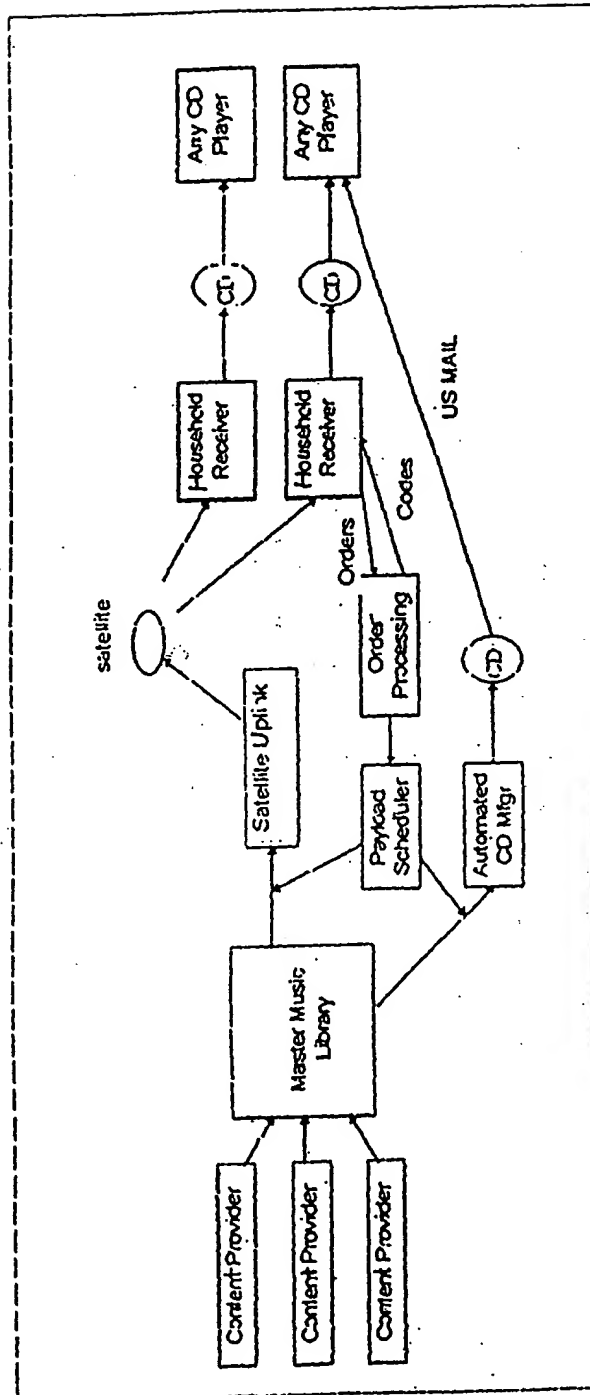 Content Provider
Content Provider
Content Provider
Master Music
Library
Satellite Uplink
satellite
Payload
Scheduler
Automated
CD Mfgr
Order
Processing
CD
Orders
Codes
US MAIL
Household
Receiver
Household
Receiver
CD
CD
Any CD
Player
Any CD
Player